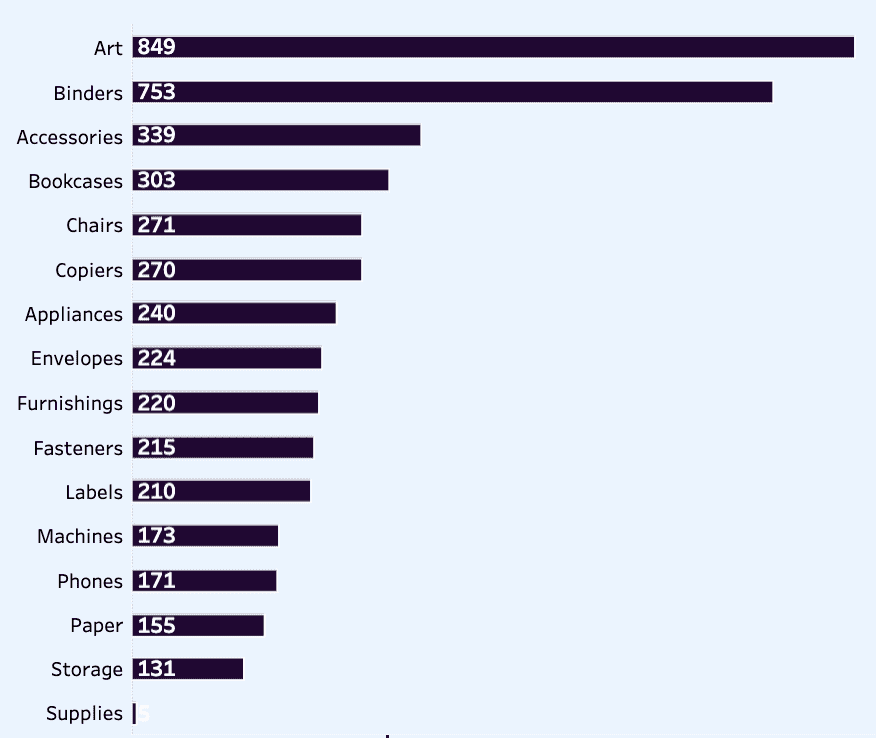 Art 849
Binders 753
Accessories 339
Bookcases 303
Chairs 271
Copiers 270
Appliances 240
Envelopes 224
Furnishings 220
Fasteners 215
Labels 210
Machines 173
Phones 171
Paper 155
Storage 131
Supplies 5